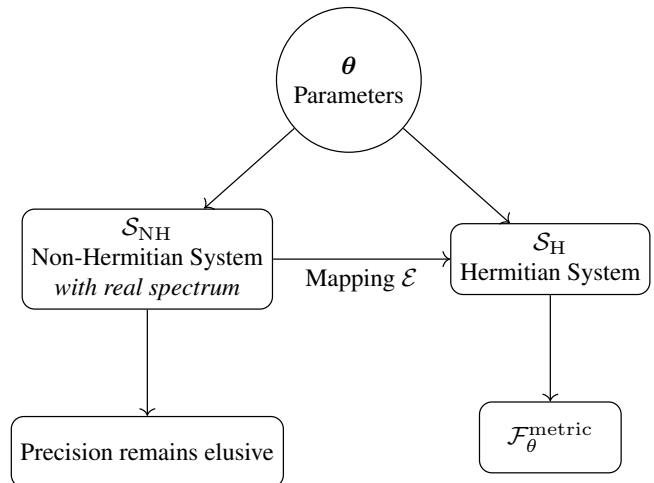 θ
Parameters
S_NH
Non-Hermitian System
with real spectrum
Mapping ℰ
S_H
Hermitian System
Precision remains elusive
ℱ_θ^metric